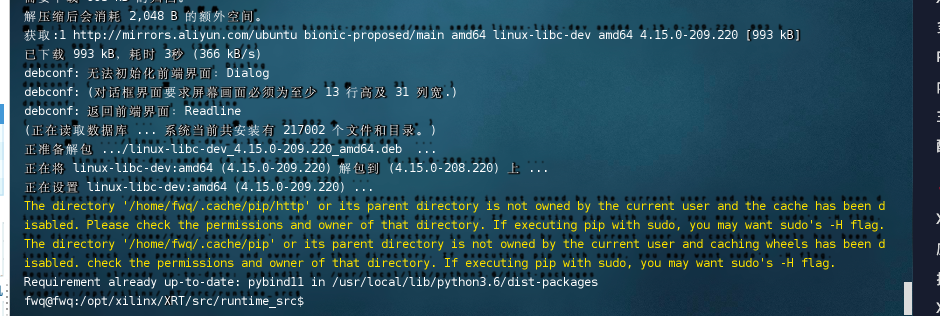 解压缩后会消耗 2,048 B 的额外空间。
获取:1 http://mirrors.aliyun.com/ubuntu bionic-proposed/main amd64 linux-libc-dev amd64 4.15.0-209.220 [993 kB]
已下载 993 kB，耗时 3秒 (366 kB/s)
debconf: 无法初始化前端界面：Dialog
debconf: (对话框界面要求屏幕画面必须为至少 13 行高及 31 列宽.)
debconf: 返回前端界面：Readline
(正在读取数据库 ... 系统当前共安装有 217002 个文件和目录。)
正准备解包 .../linux-libc-dev_4.15.0-209.220_amd64.deb  ...
正在将 linux-libc-dev:amd64 (4.15.0-209.220) 解包到 (4.15.0-208.220) 上 ...
正在设置 linux-libc-dev:amd64 (4.15.0-209.220) ...
The directory '/home/fwq/.cache/pip/http' or its parent directory is not owned by the current user and the cache has been d
isabled. Please check the permissions and owner of that directory. If executing pip with sudo, you may want sudo's -H flag.
The directory '/home/fwq/.cache/pip' or its parent directory is not owned by the current user and caching wheels has been d
isabled. check the permissions and owner of that directory. If executing pip with sudo, you may want sudo's -H flag.
Requirement already up-to-date: pybind11 in /usr/local/lib/python3.6/dist-packages
fwq@fwq:/opt/xilinx/XRT/src/runtime_src$